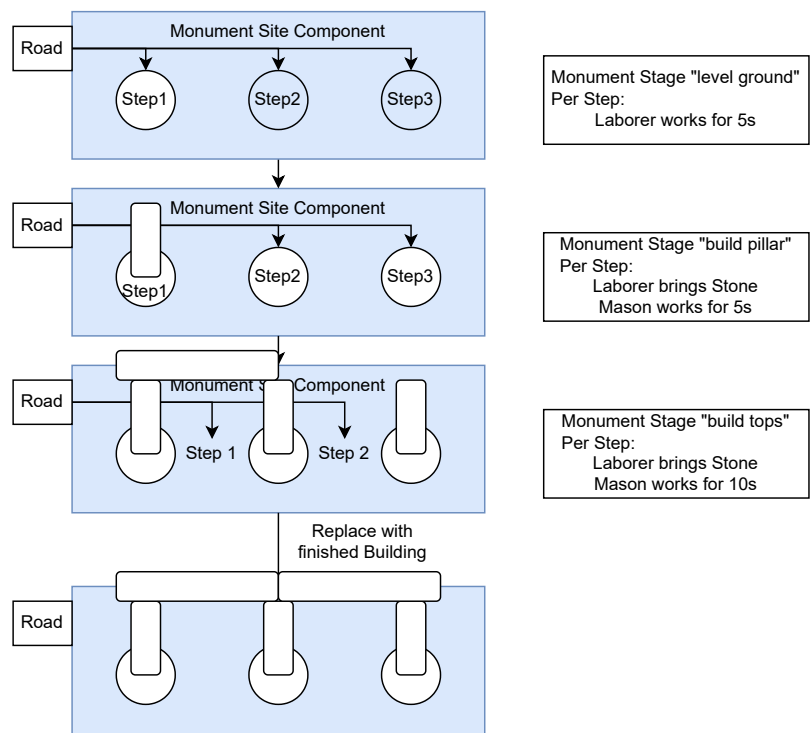 Monument Site Component
Road
Step1
Step2
Step3
Monument Stage "level ground"
Per Step:
Laborer works for 5s
Monument Site Component
Road
Step1
Step2
Step3
Monument Stage "build pillar"
Per Step:
Laborer brings Stone
Mason works for 5s
Monument S Component
Road
Step 1
Step 2
Monument Stage "build tops"
Per Step:
Laborer brings Stone
Mason works for 10s
Replace with
finished Building
Road